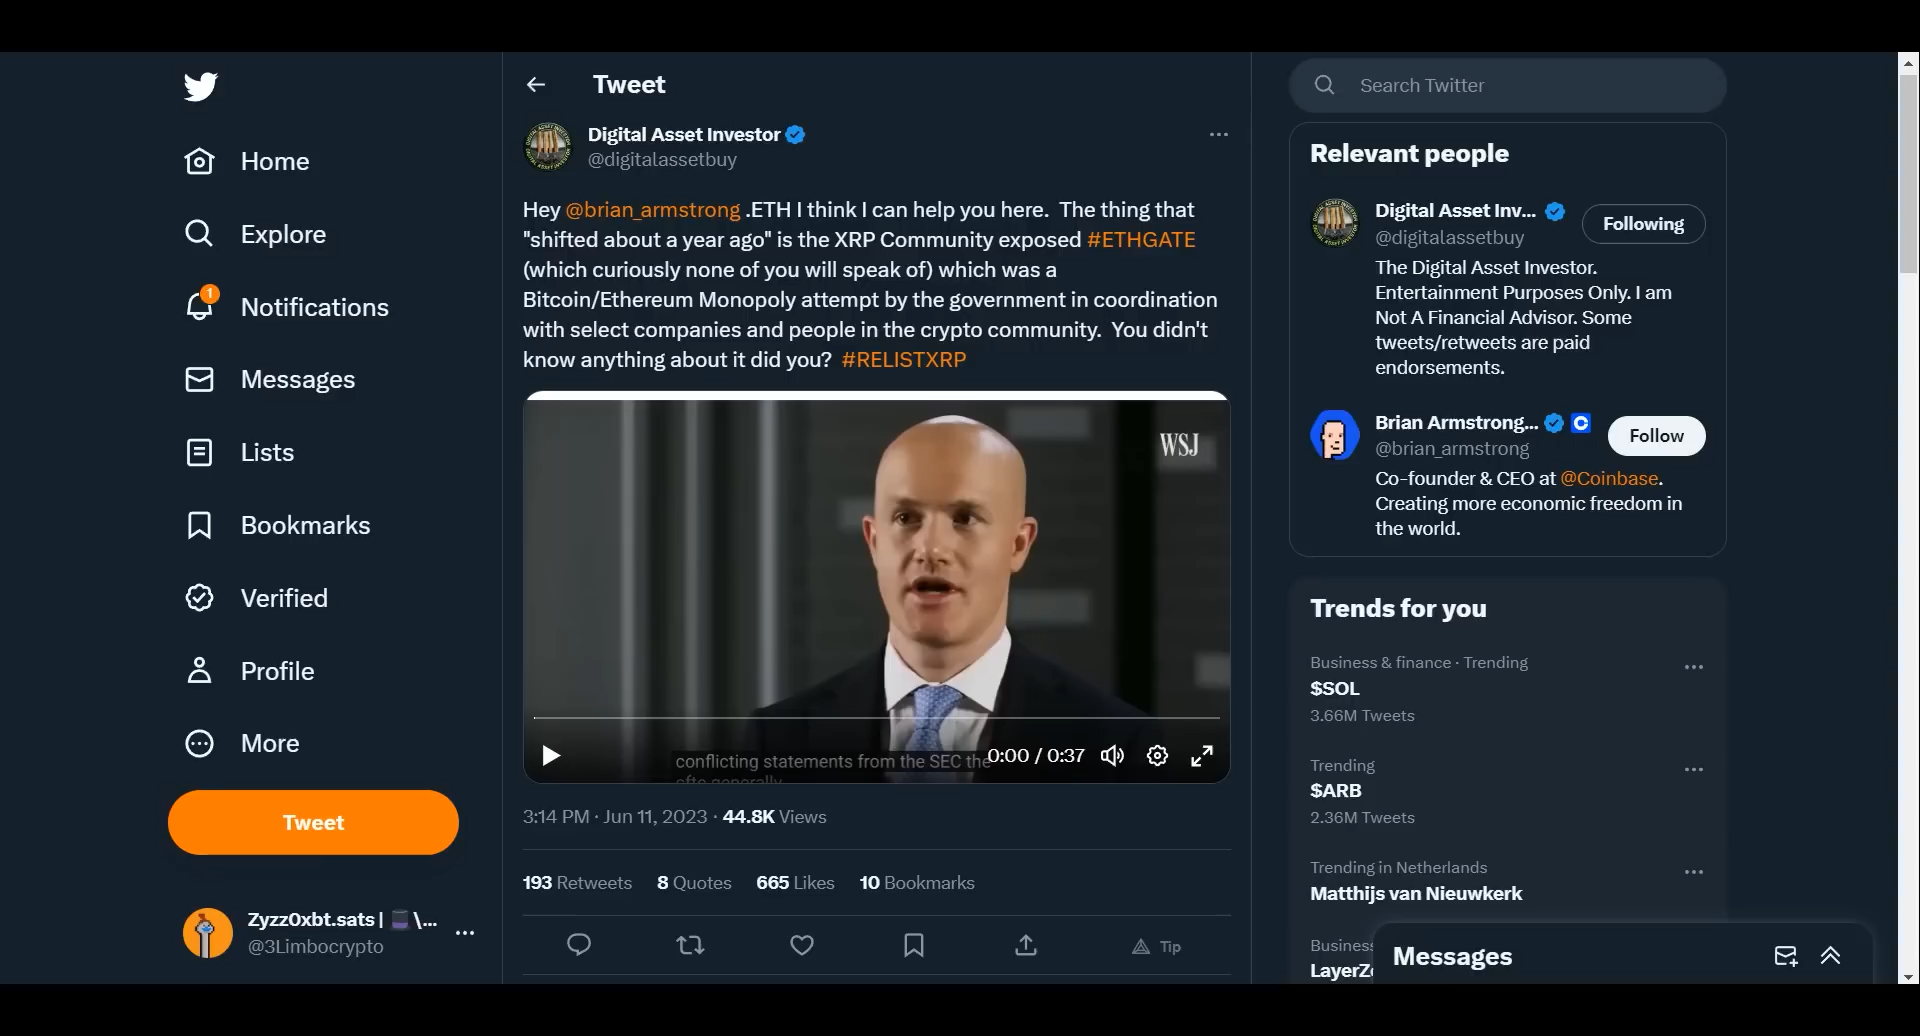 Tweet
Search Twitter
Home
Explore
1
Notifications
Messages
Lists
Bookmarks
Verified
Profile
More
Tweet
Zyzz0xbt.sats | \...
@3Limbocrypto
Digital Asset Investor
@digitalassetbuy
Hey @brian_armstrong .ETH I think I can help you here.  The thing that
"shifted about a year ago" is the XRP Community exposed #ETHGATE
(which curiously none of you will speak of) which was a
Bitcoin/Ethereum Monopoly attempt by the government in coordination
with select companies and people in the crypto community.  You didn't
know anything about it did you?  #RELISTXRP
WSJ
conflicting statements from the SEC the
cftc generally
0:00 / 0:37
3:14 PM · Jun 11, 2023 · 44.8K Views
193 Retweets 8 Quotes 665 Likes 10 Bookmarks
Tip
Relevant people
Digital Asset Inv...
@digitalassetbuy
Following
The Digital Asset Investor.
Entertainment Purposes Only. I am
Not A Financial Advisor. Some
tweets/retweets are paid
endorsements.
Brian Armstrong...
@brian_armstrong
Follow
Co-founder & CEO at @Coinbase.
Creating more economic freedom in
the world.
Trends for you
Business & finance · Trending
$SOL
3.66M Tweets
Trending
$ARB
2.36M Tweets
Trending in Netherlands
Matthijs van Nieuwkerk
Business
LayerZ
Messages